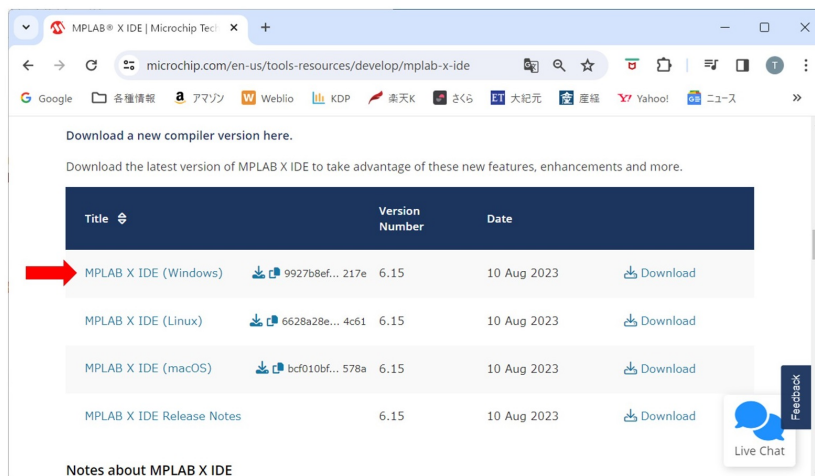 MPLAB® X IDE | Microchip Tech
microchip.com/en-us/tools-resources/develop/mplab-x-ide
T
Google 各種情報 アマゾン Weblio KDP 楽天K さくら ET 大紀元 産経 Yahoo! ニュース
Download a new compiler version here.
Download the latest version of MPLAB X IDE to take advantage of these new features, enhancements and more.
Title Version Number Date
MPLAB X IDE (Windows) 9927b8ef... 217e 6.15 10 Aug 2023 Download
MPLAB X IDE (Linux) 6628a28e... 4c61 6.15 10 Aug 2023 Download
MPLAB X IDE (macOS) bcf010bf... 578a 6.15 10 Aug 2023 Download
MPLAB X IDE Release Notes 6.15 10 Aug 2023 Download
Feedback
Live Chat
Notes about MPLAB X IDE